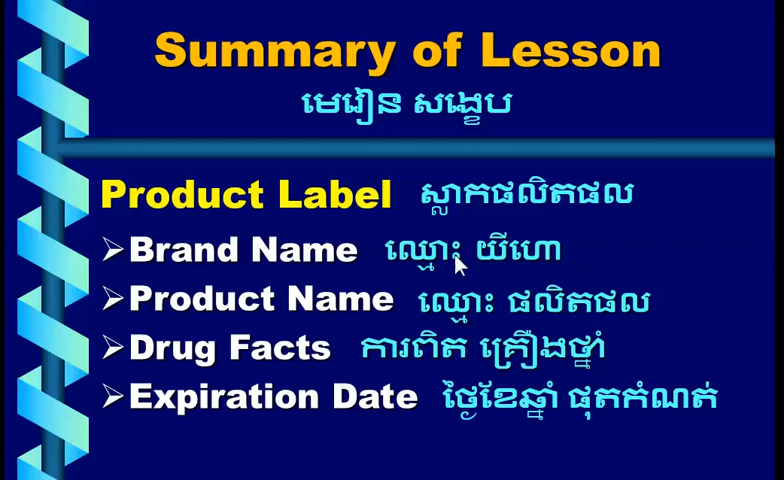 Summary of Lesson
មេរៀន សង្ខេប
Product Label ស្លាកផលិតផល
➢Brand Name ឈ្មោះ យីហោ
➢Product Name ឈ្មោះ ផលិតផល
➢Drug Facts ការពិត គ្រឿងថ្នាំ
➢Expiration Date ថ្ងៃខែឆ្នាំ ផុតកំណត់